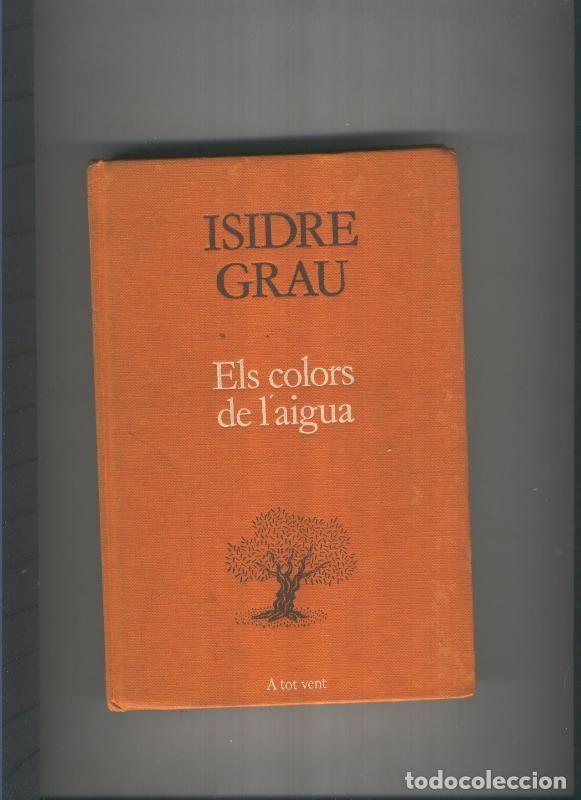 ISIDRE
GRAU
Els colors
de l'aigua
A tot vent
todocoleccion